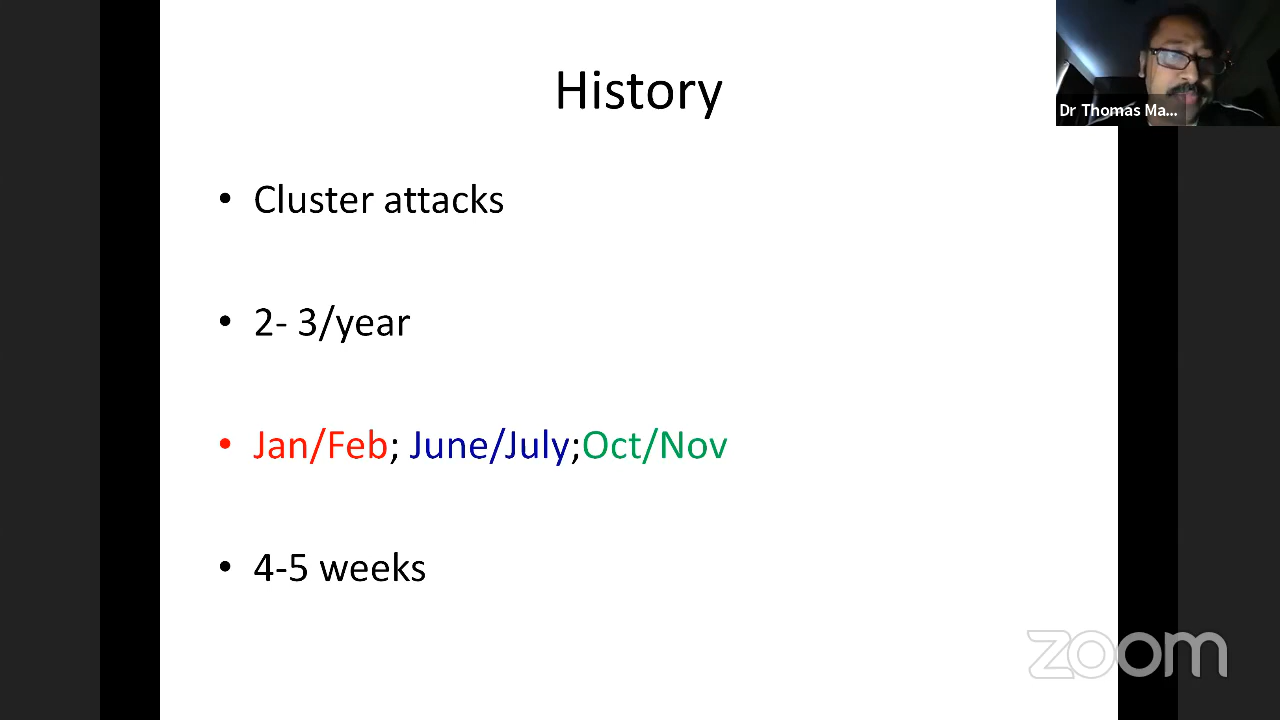 History
Dr Thomas Ma...
• Cluster attacks
• 2- 3/year
• Jan/Feb; June/July;Oct/Nov
• 4-5 weeks
zoom